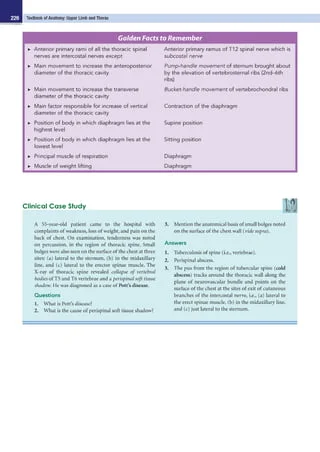 226
Textbook of Anatomy: Upper Limb and Thorax
Golden Facts to Remember
▸ Anterior primary rami of all the thoracic spinal
nerves are intercostal nerves except
Anterior primary ramus of T12 spinal nerve which is
subcostal nerve
▸ Main movement to increase the anteroposterior
diameter of the thoracic cavity
Pump-handle movement of sternum brought about
by the elevation of vertebrosternal ribs (2nd–6th
ribs)
▸ Main movement to increase the transverse
diameter of the thoracic cavity
Bucket-handle movement of vertebrochondral ribs
▸ Main factor responsible for increase of vertical
diameter of the thoracic cavity
Contraction of the diaphragm
▸ Position of body in which diaphragm lies at the
highest level
Supine position
▸ Position of body in which diaphragm lies at the
lowest level
Sitting position
▸ Principal muscle of respiration
Diaphragm
▸ Muscle of weight lifting
Diaphragm
Clinical Case Study
A 55-year-old patient came to the hospital with
complaints of weakness, loss of weight, and pain on the
back of chest. On examination, tenderness was noted
on percussion, in the region of thoracic spine. Small
bulges were also seen on the surface of the chest at three
sites: (a) lateral to the sternum, (b) in the midaxillary
line, and (c) lateral to the erector spinae muscle. The
X-ray of thoracic spine revealed collapse of vertebral
bodies of T5 and T6 vertebrae and a perispinal soft tissue
shadow. He was diagnosed as a case of Pott's disease.
Questions
1. What is Pott's disease?
2. What is the cause of perispinal soft tissue shadow?
3. Mention the anatomical basis of small bulges noted
on the surface of the chest wall (vide supra).
Answers
1. Tuberculosis of spine (i.e., vertebrae).
2. Perispinal abscess.
3. The pus from the region of tubercular spine (cold
abscess) tracks around the thoracic wall along the
plane of neurovascular bundle and points on the
surface of the chest at the sites of exit of cutaneous
branches of the intercostal nerve, i.e., (a) lateral to
the erect spinae muscle, (b) in the midaxillary line,
and (c) just lateral to the sternum.